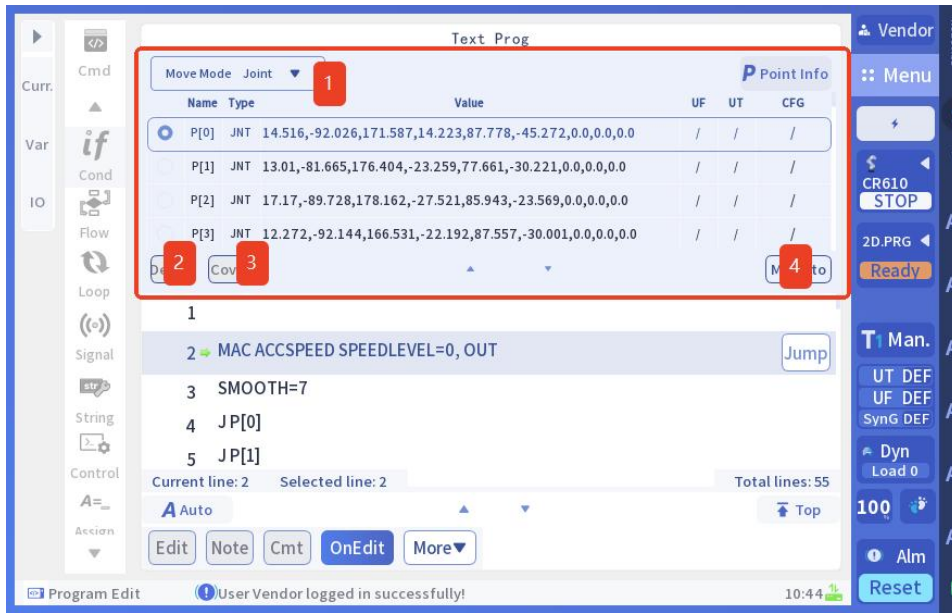 Text Prog
Vendor
Cmd
Curr.
Move Mode Joint ▼
1
P Point Info
Menu
Name Type Value UF UT CFG
P[0] JNT 14.516,-92.026,171.587,14.223,87.778,-45.272,0.0,0.0,0.0 / / /
Var
if
Cond
P[1] JNT 13.01,-81.665,176.404,-23.259,77.661,-30.221,0.0,0.0,0.0 / / /
CR610
STOP
IO
P[2] JNT 17.17,-89.728,178.162,-27.521,85.943,-23.569,0.0,0.0,0.0 / / /
Flow
P[3] JNT 12.272,-92.144,166.531,-22.192,87.557,-30.001,0.0,0.0,0.0 / / /
2D.PRG
Ready
2
3
4
Loop
1
Signal
2 MAC ACCSPEED SPEEDLEVEL=0, OUT
Jump
T1 Man.
3 SMOOTH=7
UT DEF
UF DEF
SynG DEF
str
String
4 J P[0]
5 J P[1]
Dyn
Load 0
Control
Current line: 2 Selected line: 2 Total lines: 55
A=_
Assign
A Auto
Top
100 %
Edit Note Cmt OnEdit More▼
Alm
Reset
Program Edit
User Vendor logged in successfully!
10:44